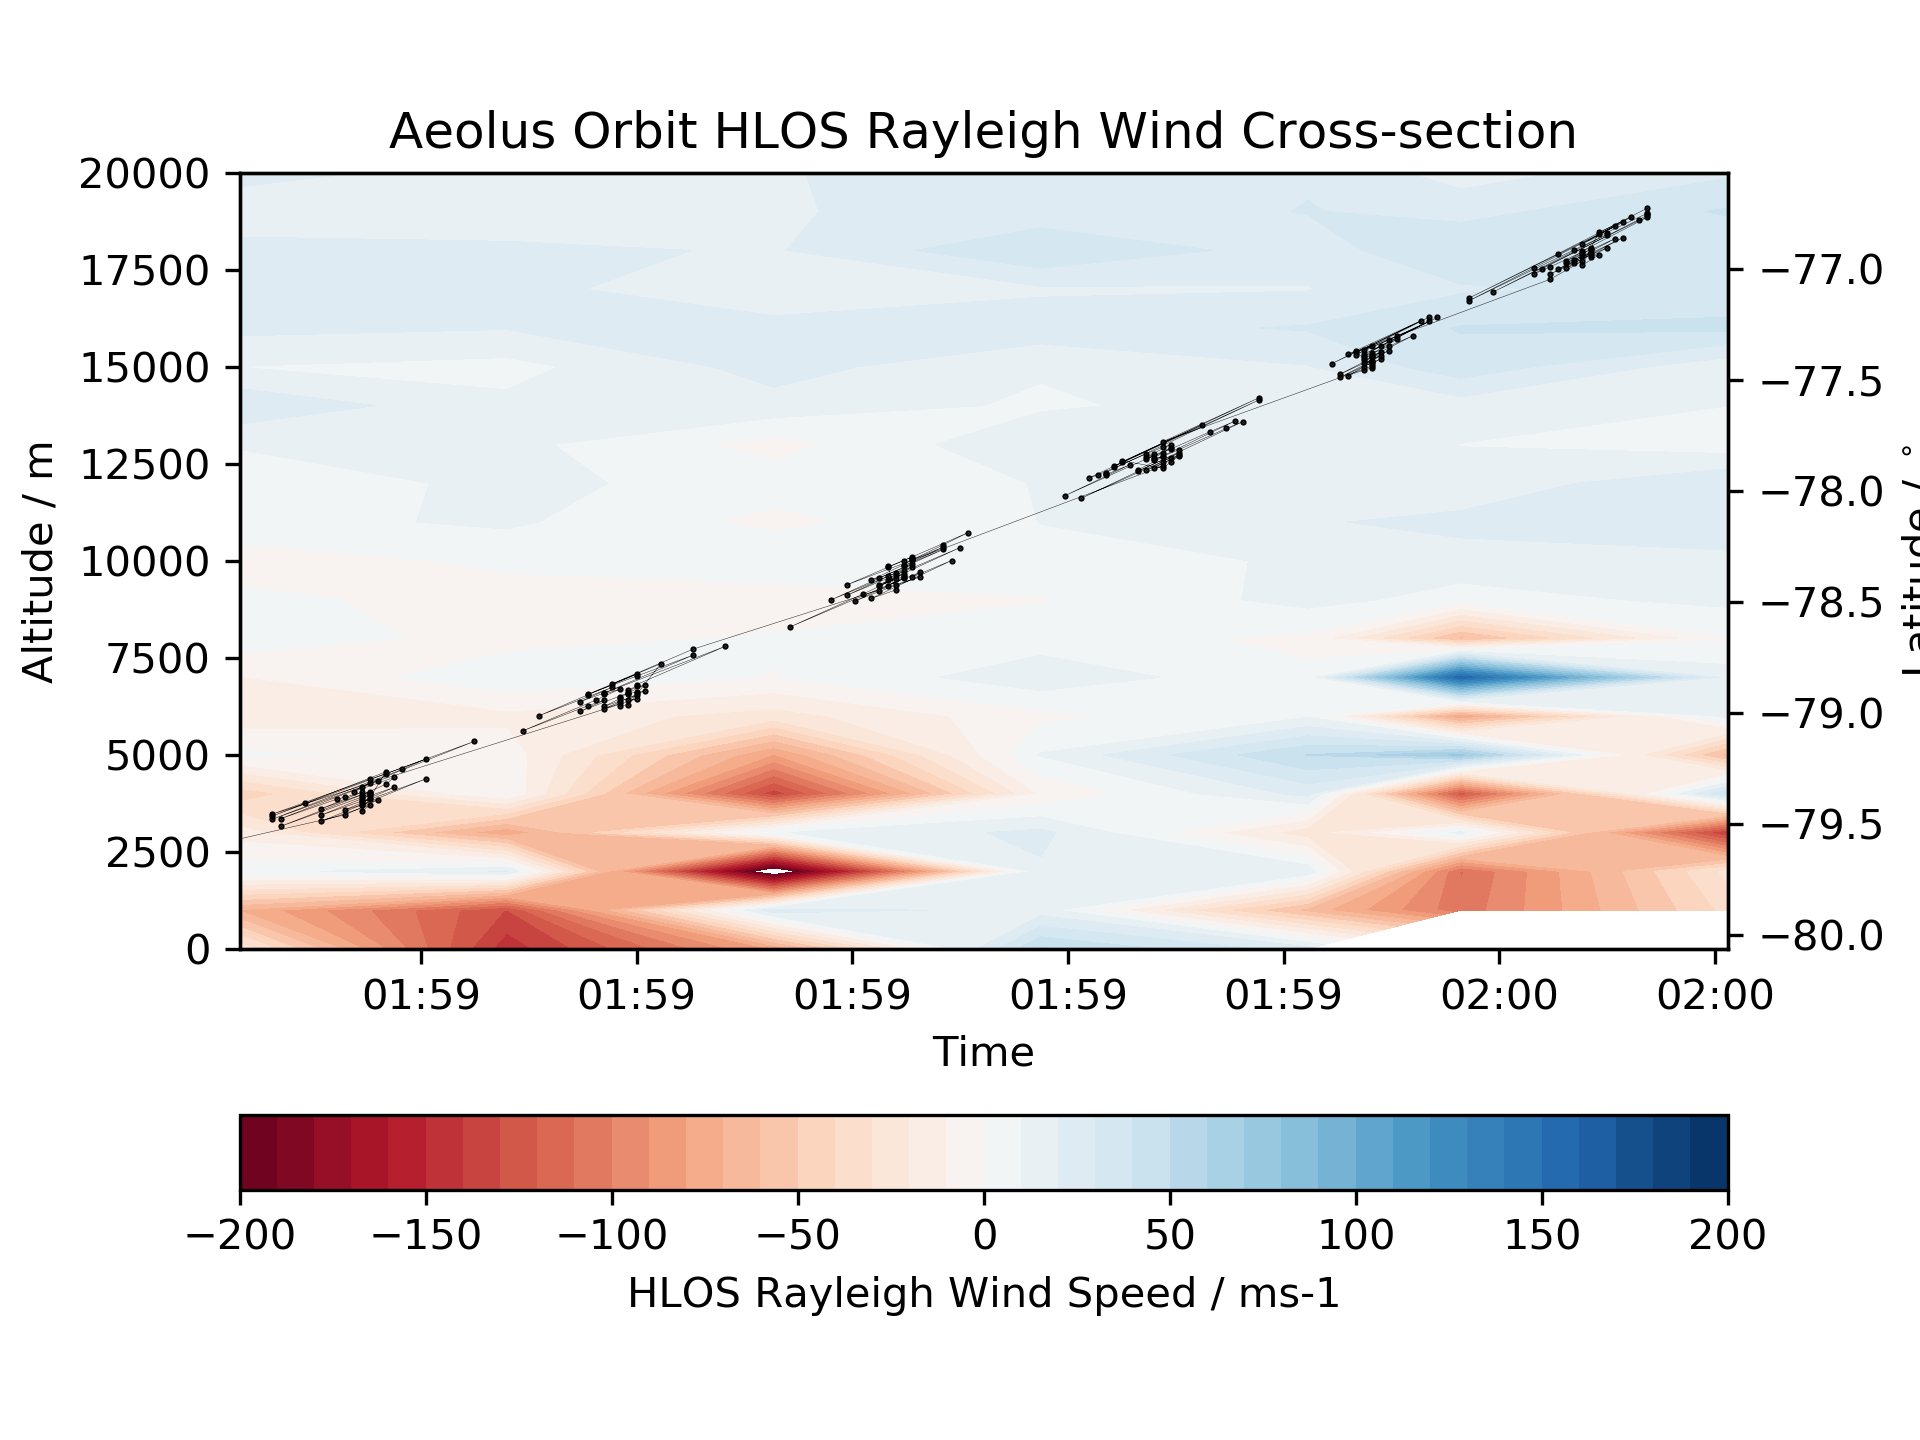 Aeolus Orbit HLOS Rayleigh Wind Cross-section
20000
17500
15000
12500
10000
7500
5000
2500
0
Altitude / m
−77.0
−77.5
−78.0
−78.5
−79.0
−79.5
−80.0
Latitude / °
01:59 01:59 01:59 01:59 01:59 02:00 02:00
Time
−200 −150 −100 −50 0 50 100 150 200
HLOS Rayleigh Wind Speed / ms-1